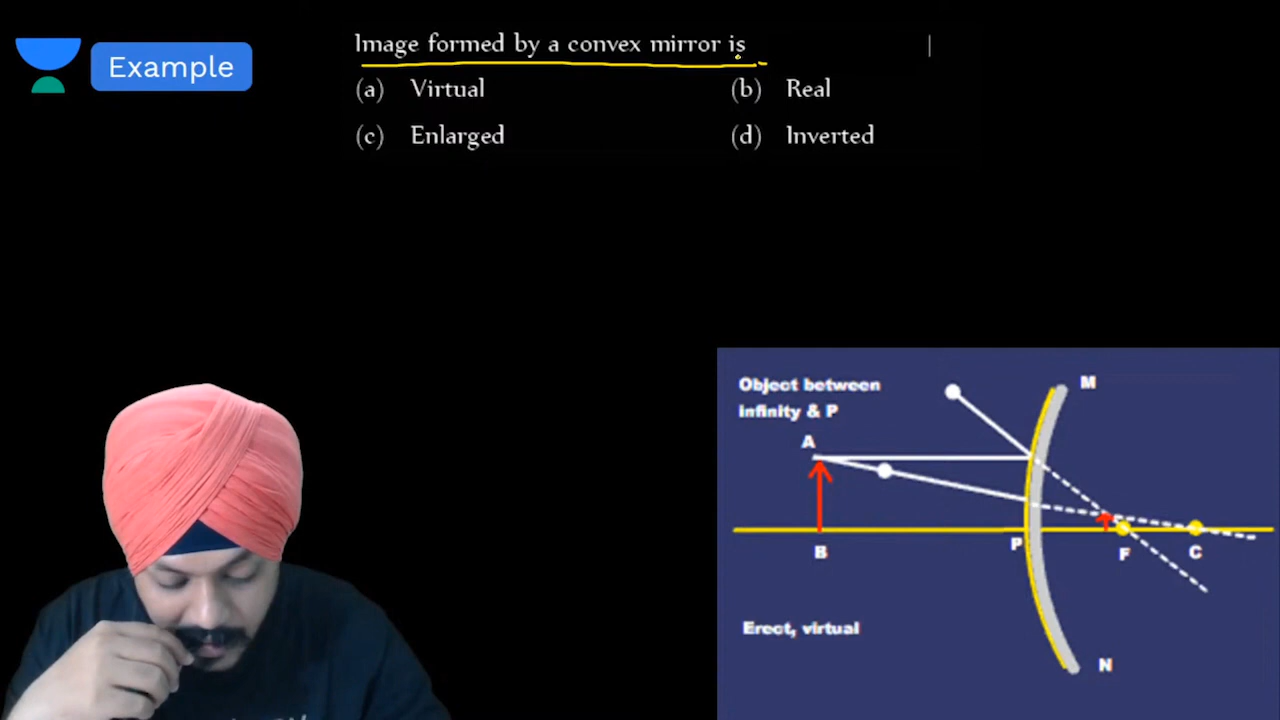 Example
Image formed by a convex mirror is
(a) Virtual (b) Real
(c) Enlarged (d) Inverted
Object between
infinity & P
M
A
B
P
F
C
Erect, virtual
N